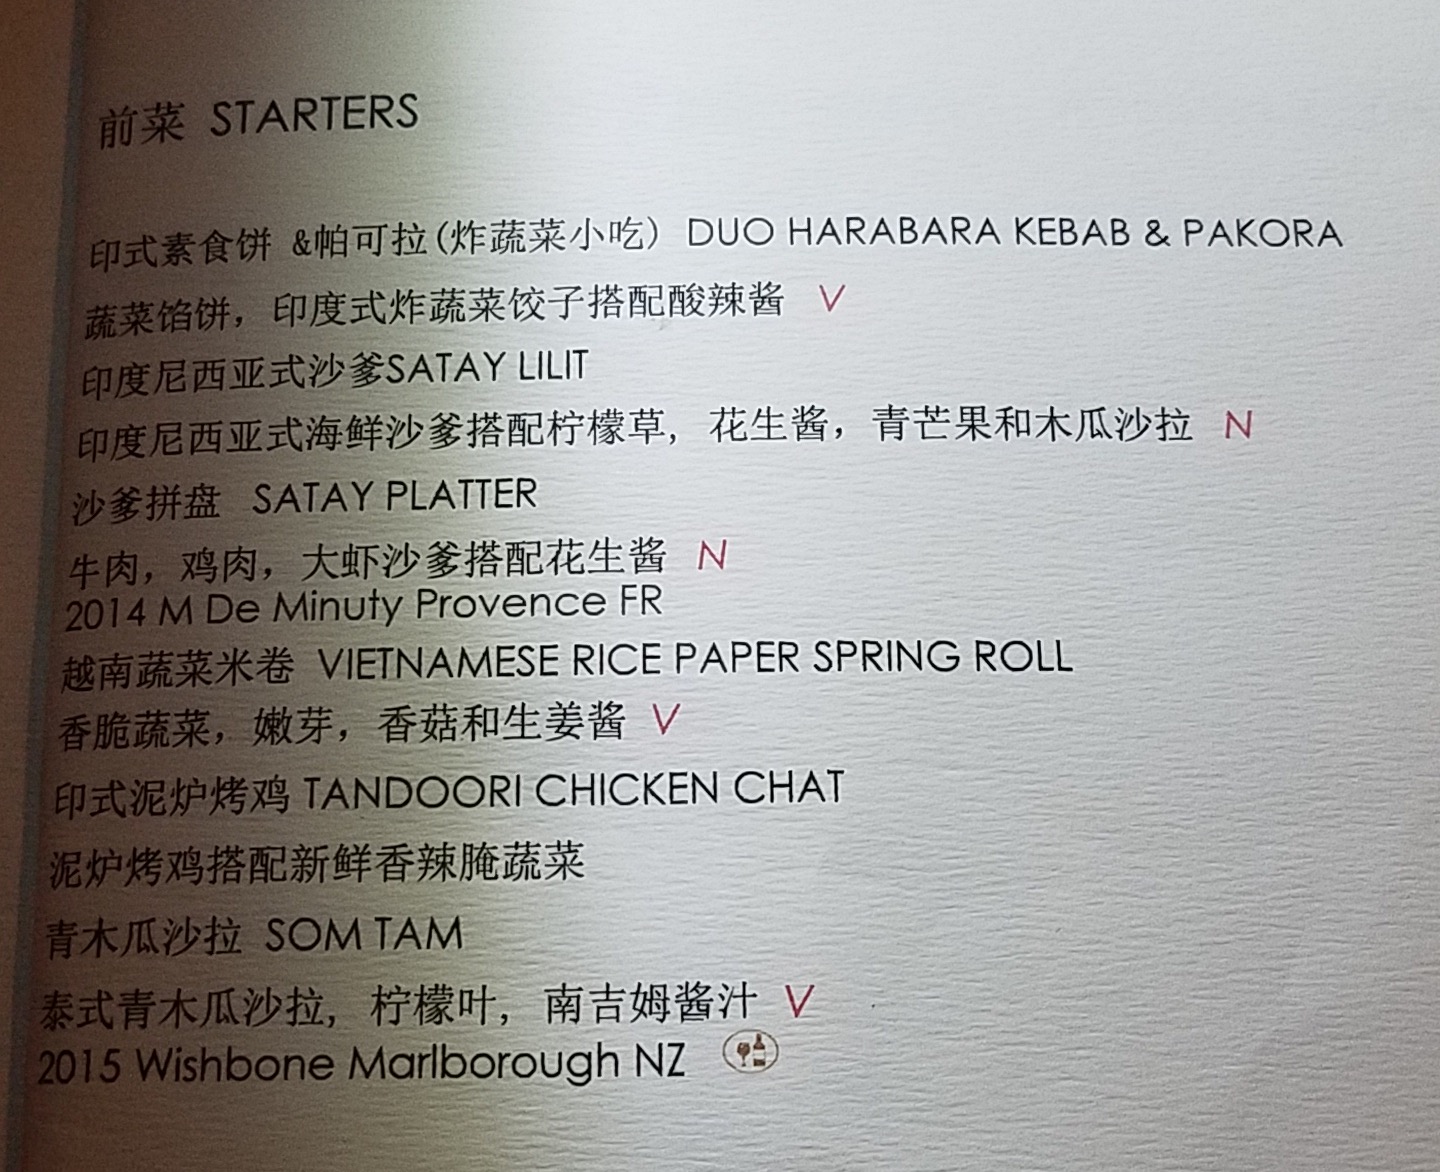 前菜 STARTERS
印式素食饼 &帕可拉(炸蔬菜小吃) DUO HARABARA KEBAB & PAKORA
蔬菜馅饼，印度式炸蔬菜饺子搭配酸辣酱 V
印度尼西亚式沙爹SATAY LILIT
印度尼西亚式海鲜沙爹搭配柠檬草，花生酱，青芒果和木瓜沙拉 N
沙爹拼盘 SATAY PLATTER
牛肉，鸡肉，大虾沙爹搭配花生酱 N
2014 M De Minuty Provence FR
越南蔬菜米卷 VIETNAMESE RICE PAPER SPRING ROLL
香脆蔬菜，嫩芽，香菇和生姜酱 V
印式泥炉烤鸡 TANDOORI CHICKEN CHAT
泥炉烤鸡搭配新鲜香辣腌蔬菜
青木瓜沙拉 SOM TAM
泰式青木瓜沙拉，柠檬叶，南吉姆酱汁 V
2015 Wishbone Marlborough NZ